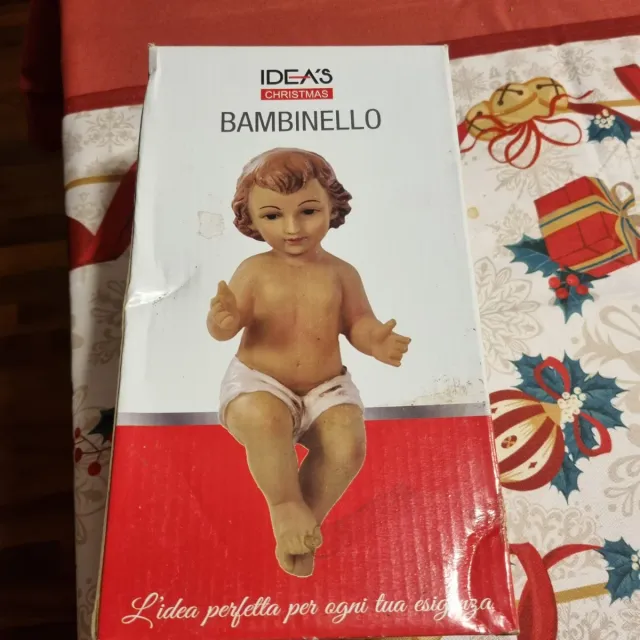 IDEA'S
CHRISTMAS
BAMBINELLO
L'idea perfetta per ogni tua esigenza